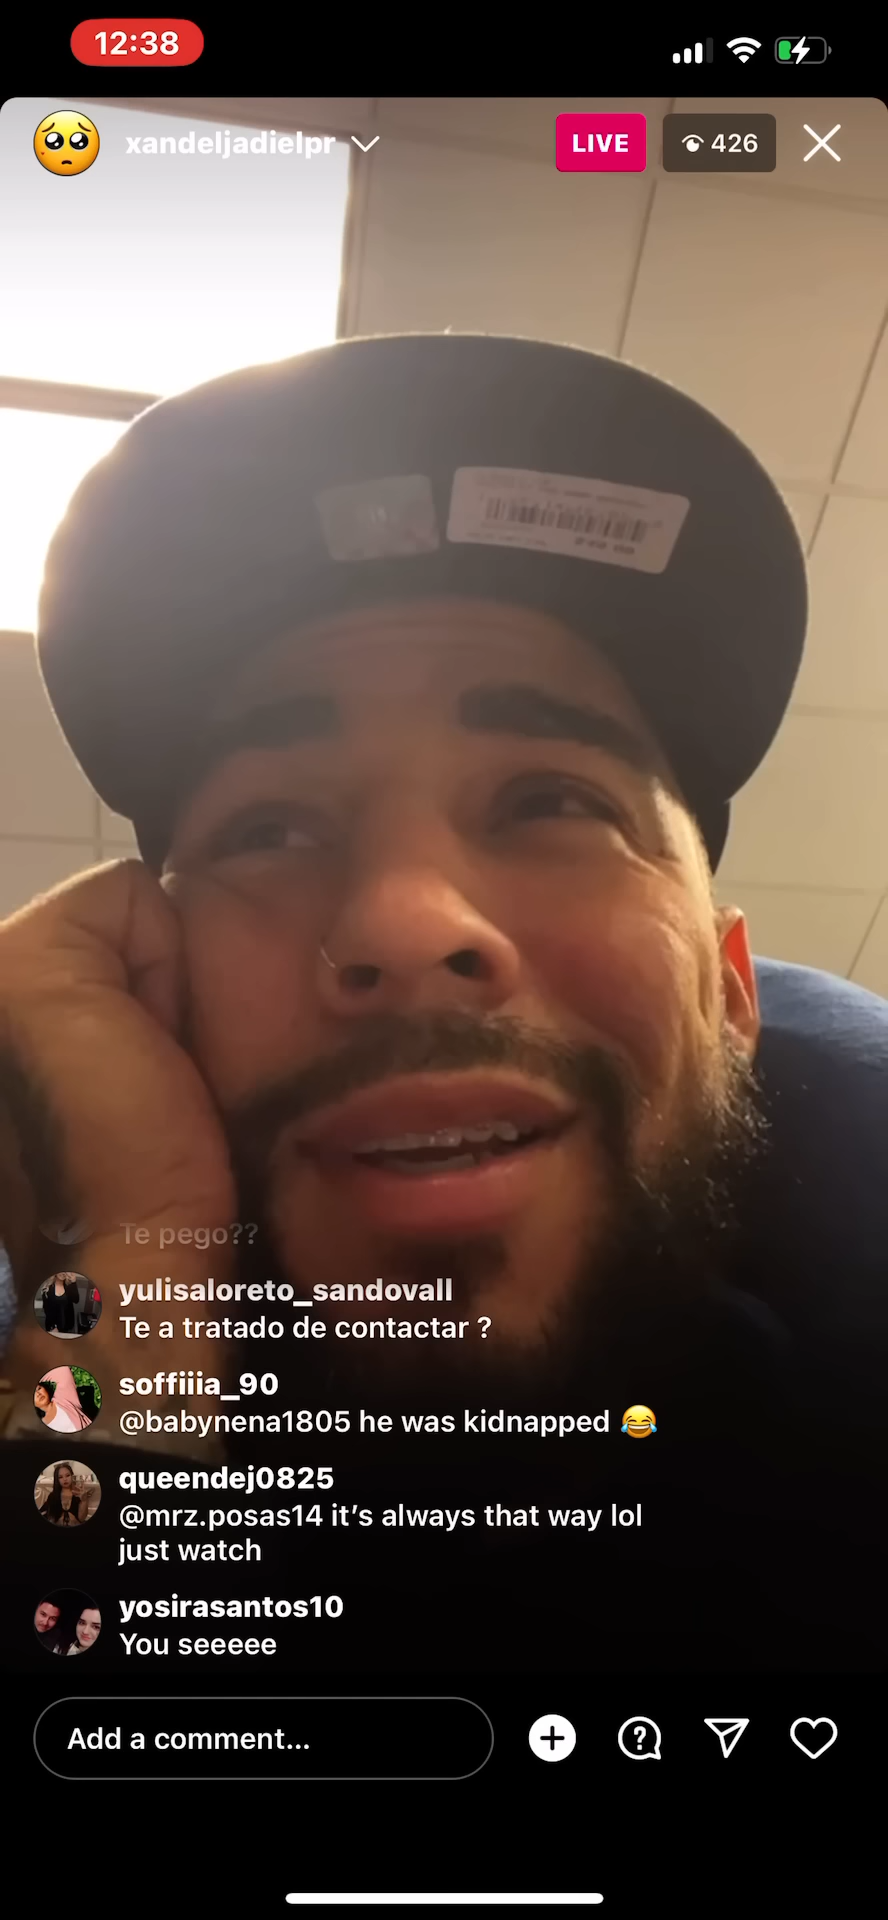 12:38
xandeljadielpr
LIVE
426
Te pego??
yulisaloreto_sandovall
Te a tratado de contactar ?
soffiiia_90
@babynena1805 he was kidnapped 😂
queendej0825
@mrz.posas14 it’s always that way lol
just watch
yosirasantos10
You seeeee
Add a comment...